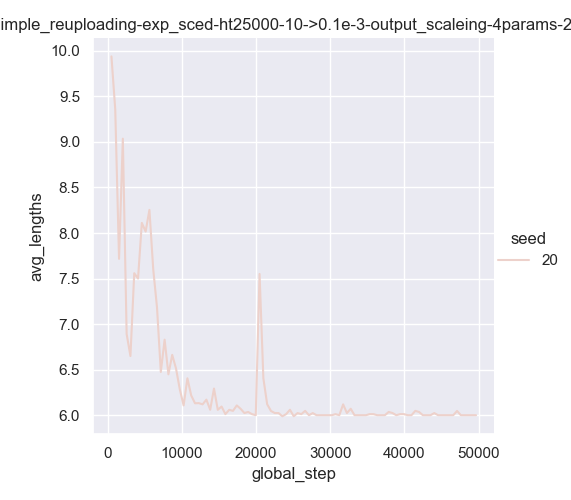 imple_reuploading-exp_sced-ht25000-10->0.1e-3-output_scaleing-4params-2
10.0
9.5
9.0
8.5
8.0
7.5
7.0
6.5
6.0
avg_lengths
0 10000 20000 30000 40000 50000
global_step
seed
20